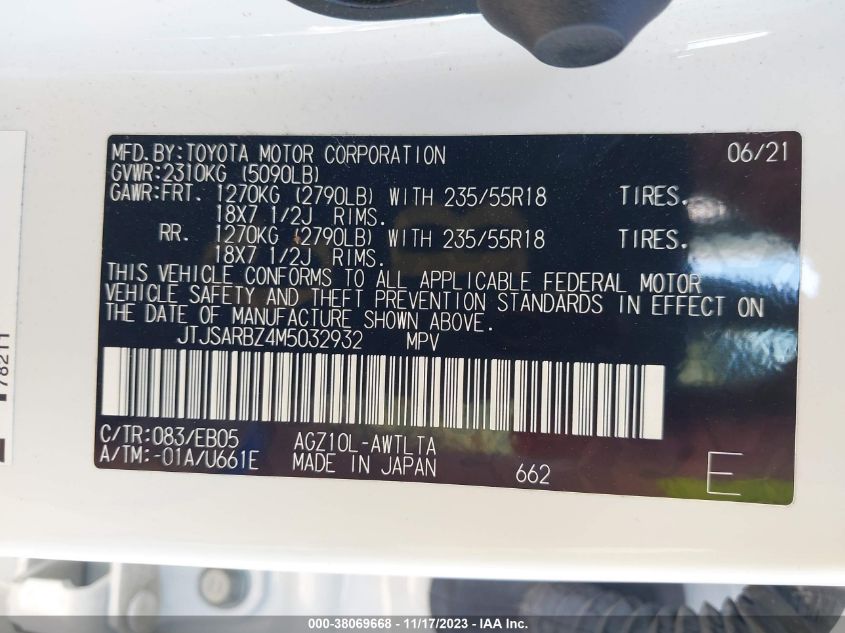 MFD.BY:TOYOTA MOTOR CORPORATION 06/21
GVWR:2310KG (5090LB)
GAWR:FRT. 1270KG (2790LB) WITH 235/55R18 TIRES.
18X7 1/2J RIMS.
RR. 1270KG (2790LB) WITH 235/55R18 TIRES.
18X7 1/2J RIMS.
THIS VEHICLE CONFORMS TO ALL APPLICABLE FEDERAL MOTOR
VEHICLE SAFETY AND THEFT PREVENTION STANDARDS IN EFFECT ON
THE DATE OF MANUFACTURE SHOWN ABOVE.
JTJSARBZ4M5032932 MPV
C/TR:083/EB05 AGZ10L-AWTLTA
A/TM:-01A/U661E MADE IN JAPAN 662 E
78211
000-38069668 - 11/17/2023 - IAA Inc.